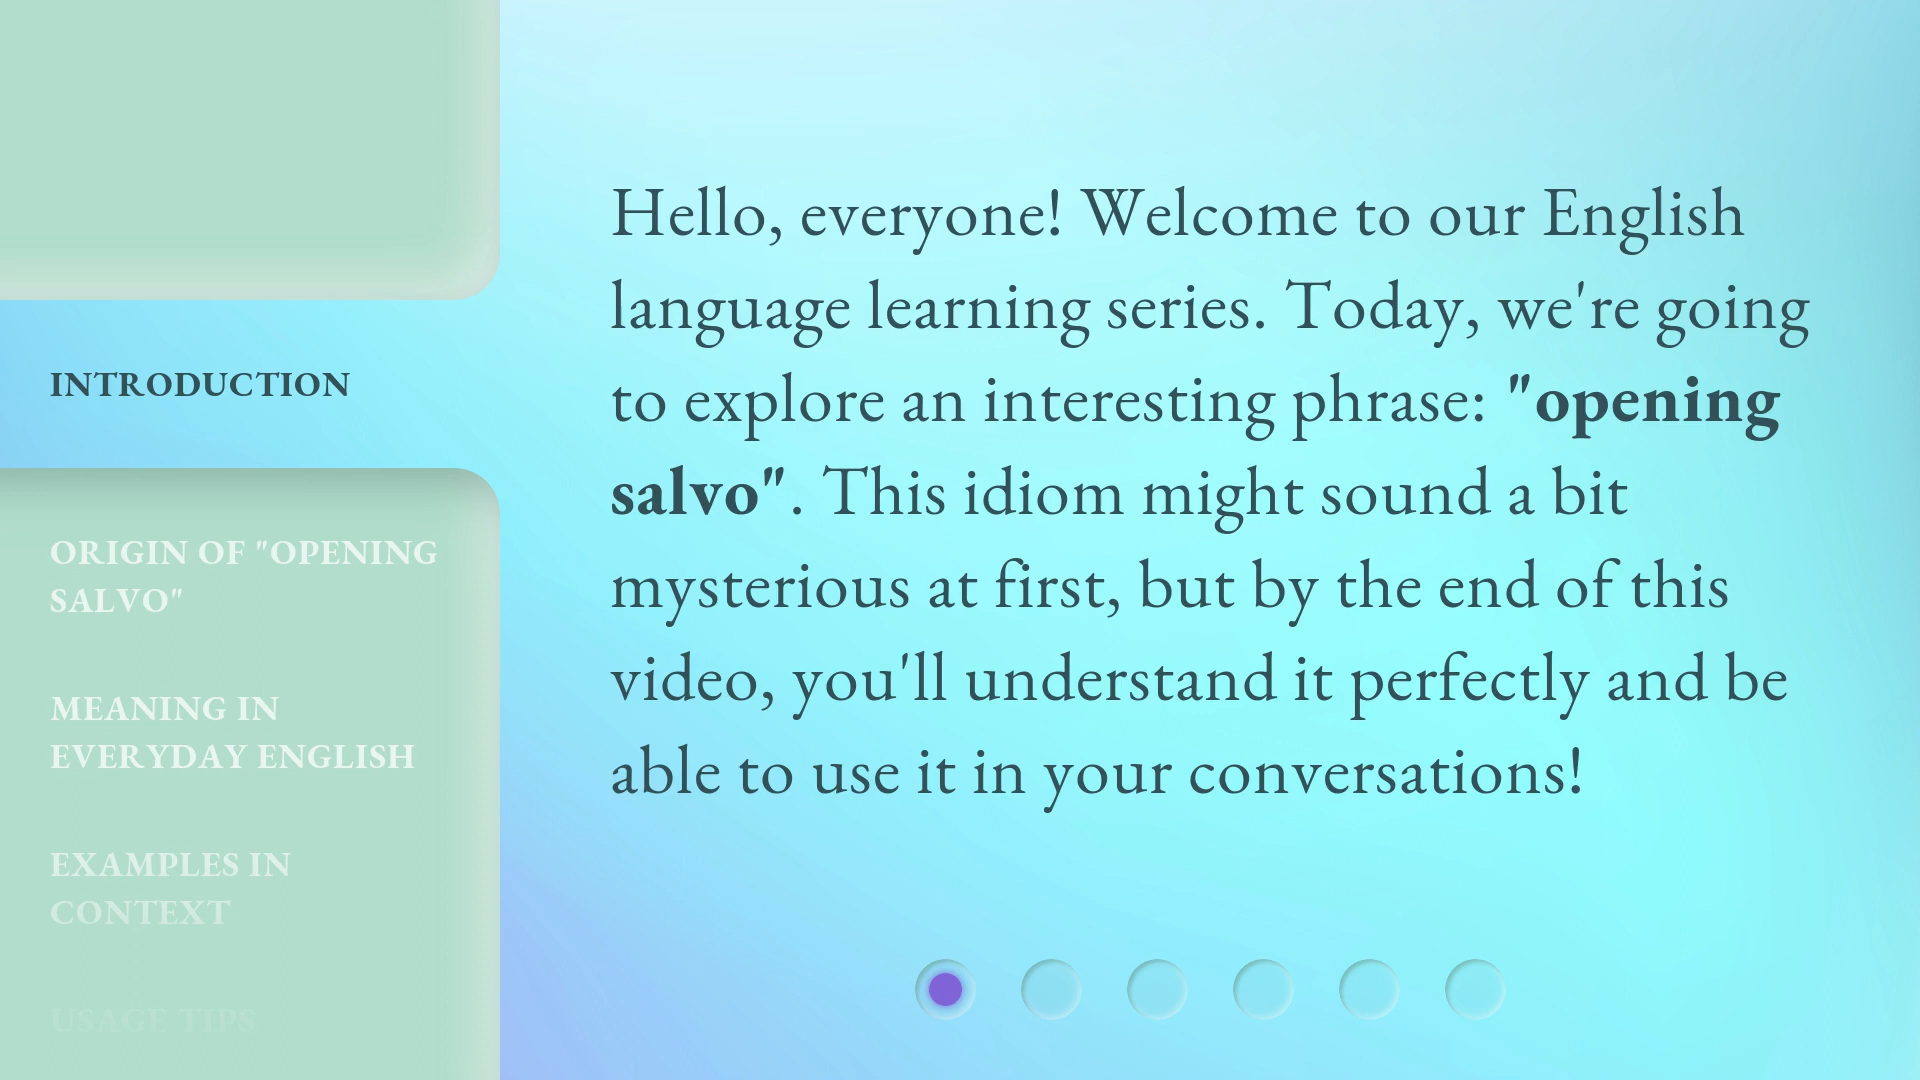 INTRODUCTION
ORIGIN OF "OPENING
SALVO"
MEANING IN
EVERYDAY ENGLISH
EXAMPLES IN
CONTEXT
USAGE TIPS
Hello, everyone! Welcome to our English
language learning series. Today, we're going
to explore an interesting phrase: "opening
salvo". This idiom might sound a bit
mysterious at first, but by the end of this
video, you'll understand it perfectly and be
able to use it in your conversations!